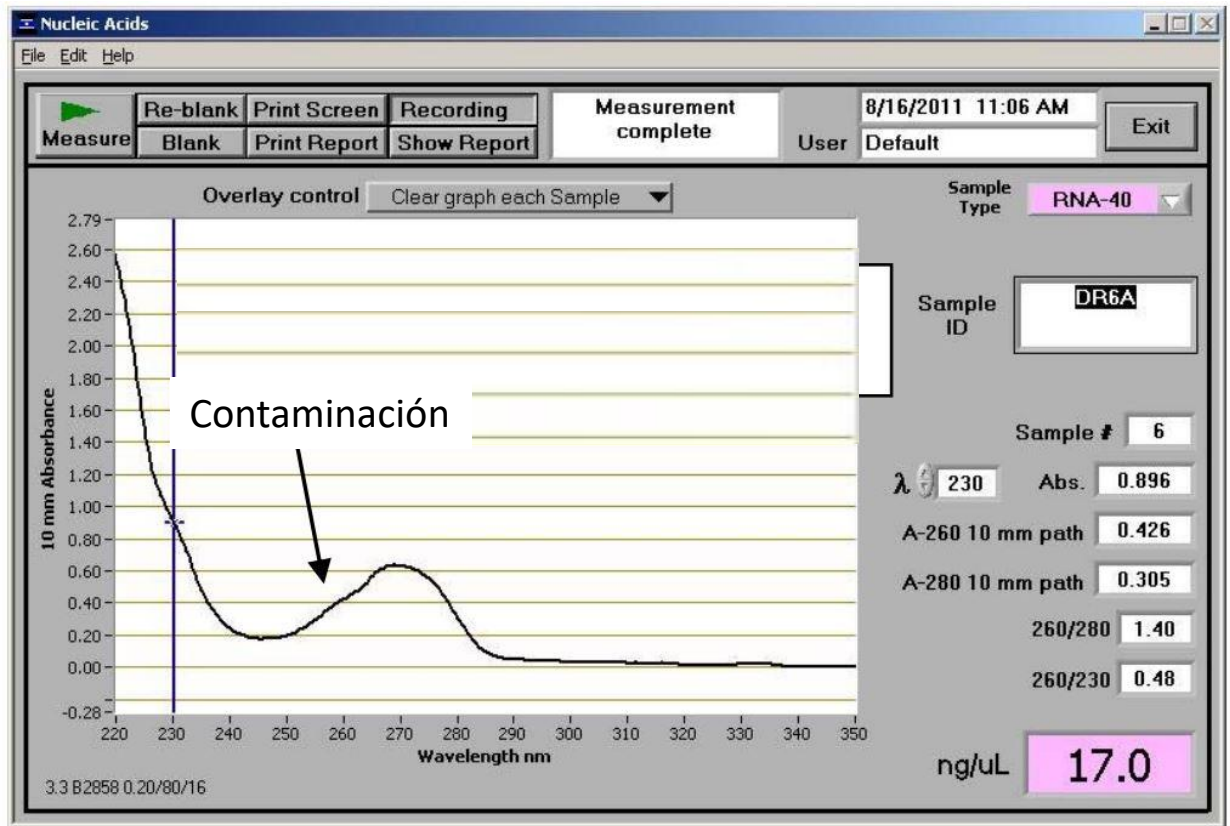 Nucleic Acids
File Edit Help
Measure
Re-blank
Print Screen
Recording
Blank
Print Report
Show Report
Measurement
complete
User
8/16/2011 11:06 AM
Default
Exit
Overlay control
Clear graph each Sample
Sample
Type
RNA-40
Sample
ID
DR6A
10 mm Absorbance
2.79
2.60
2.40
2.20
2.00
1.80
1.60
1.40
1.20
1.00
0.80
0.60
0.40
0.20
0.00
-0.28
Contaminación
220 230 240 250 260 270 280 290 300 310 320 330 340 350
Wavelength nm
3.3 B2858 0.20/80/16
Sample # 6
λ 230 Abs. 0.896
A-260 10 mm path 0.426
A-280 10 mm path 0.305
260/280 1.40
260/230 0.48
ng/uL 17.0